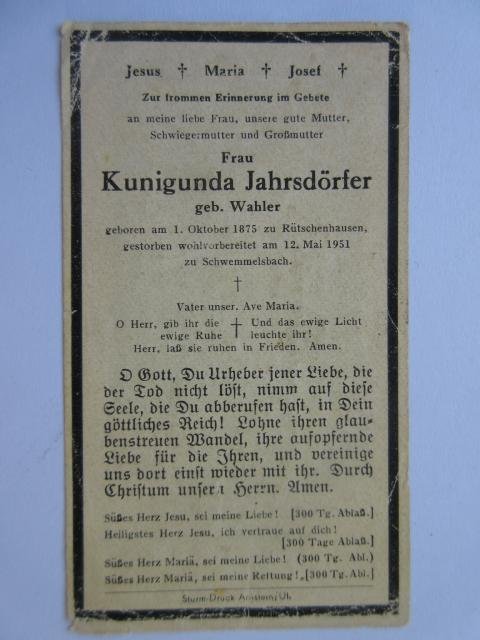 Jesus † Maria † Josef †
Zur frommen Erinnerung im Gebete
an meine liebe Frau, unsere gute Mutter,
Schwiegermutter und Großmutter
Frau
Kunigunda Jahrsdörfer
geb. Wahler
geboren am 1. Oktober 1875 zu Rütschenhausen,
gestorben wohlvorbereitet am 12. Mai 1951
zu Schwemmelsbach.
†
Vater unser. Ave Maria.
O Herr, gib ihr die † Und das ewige Licht
ewige Ruhe leuchte ihr!
Herr, laß sie ruhen in Frieden. Amen.
O Gott, Du Urheber jener Liebe, die
der Tod nicht löst, nimm auf diese
Seele, die Du abberufen hast, in Dein
göttliches Reich! Lohne ihren glau-
benstreuen Wandel, ihre aufopfernde
Liebe für die Ihren, und vereinige
uns dort einst wieder mit ihr. Durch
Christum unsern Herrn. Amen.
Süßes Herz Jesu, sei meine Liebe! [300 Tg. Ablaß.]
Heiligstes Herz Jesu, ich vertraue auf dich!
[300 Tage Ablaß.]
Süßes Herz Mariä, sei meine Liebe! (300 Tg. Abl.)
Süßes Herz Mariä, sei meine Rettung! [300 Tg. Abl.]
Sturm-Druck Arnstein/Ufr.